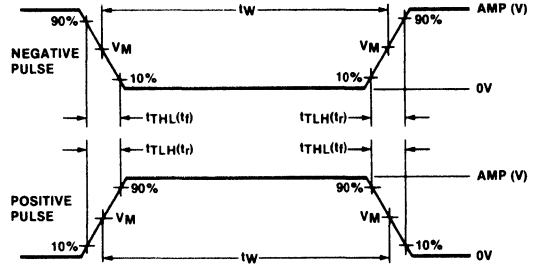 90%
tW
90%
AMP (V)
NEGATIVE
PULSE
VM
VM
10%
10%
0V
tTHL(tf)
tTLH(tr)
tTLH(tr)
tTHL(tf)
AMP (V)
POSITIVE
PULSE
90%
90%
VM
VM
10%
tW
10%
0V